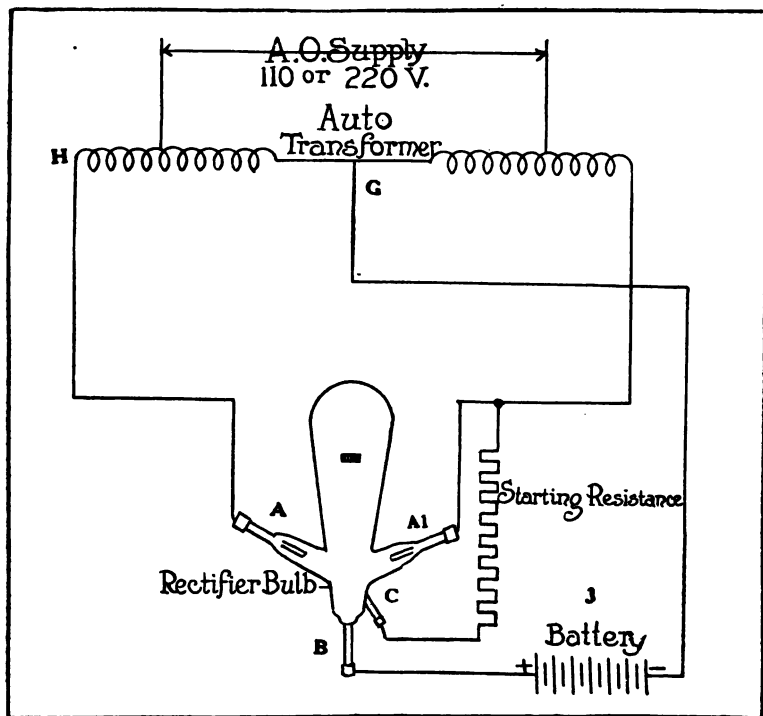 A.O. Supply
110 or 220 V.
Auto
Transformer
H
G
A
A1
Starting Resistance
Rectifier Bulb
C
3
B
Battery
+
−